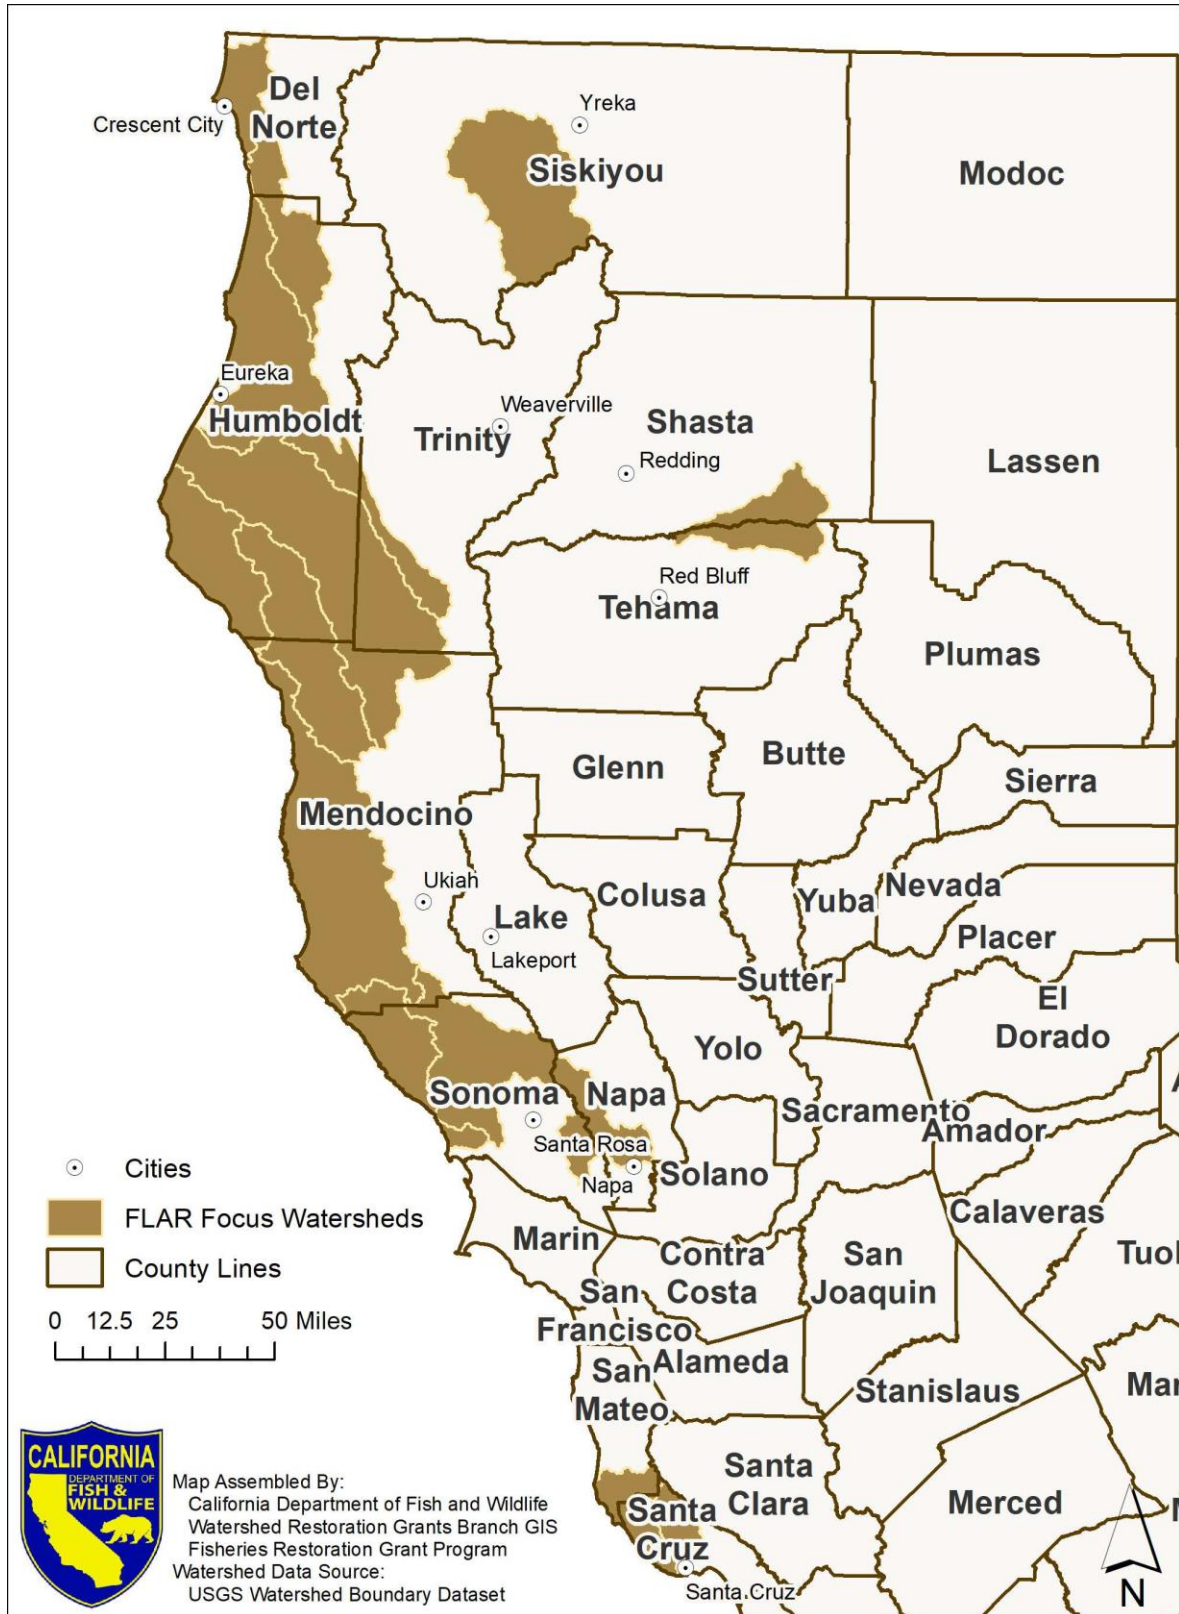 Del
Norte
Crescent City
Yreka
Siskiyou
Modoc
Eureka
Humboldt
Weaverville
Trinity
Shasta
Redding
Lassen
Red Bluff
Tehama
Plumas
Glenn
Butte
Sierra
Mendocino
Ukiah
Lake
Lakeport
Colusa
Yuba
Nevada
Placer
Sutter
El
Dorado
Yolo
Sonoma
Napa
Sacramento
Amador
Santa Rosa
Napa
Solano
Calaveras
Marin
Contra
Costa
San
Joaquin
Tuol
San
Francisco
Alameda
San
Mateo
Stanislaus
Mar
Santa
Clara
Merced
Santa
Cruz
Santa Cruz
Cities
FLAR Focus Watersheds
County Lines
0 12.5 25 50 Miles
CALIFORNIA
DEPARTMENT OF
FISH &
WILDLIFE
Map Assembled By:
California Department of Fish and Wildlife
Watershed Restoration Grants Branch GIS
Fisheries Restoration Grant Program
Watershed Data Source:
USGS Watershed Boundary Dataset
N